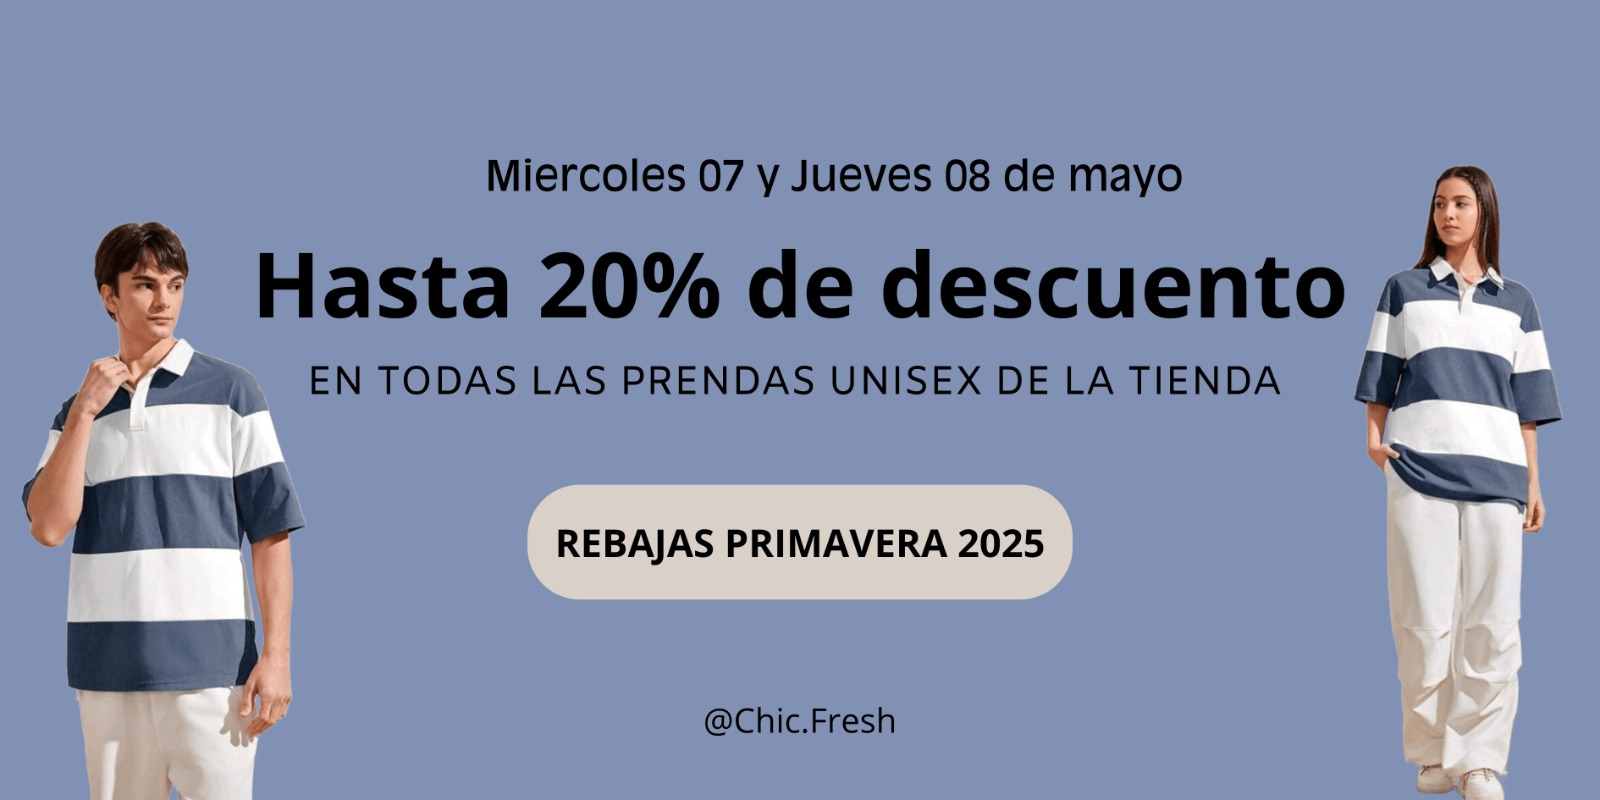 Miercoles 07 y Jueves 08 de mayo
Hasta 20% de descuento
EN TODAS LAS PRENDAS UNISEX DE LA TIENDA
REBAJAS PRIMAVERA 2025
@Chic.Fresh